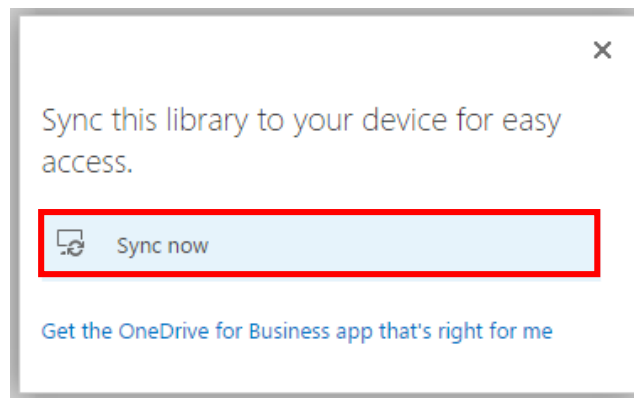 Sync this library to your device for easy
access.
Sync now
Get the OneDrive for Business app that's right for me